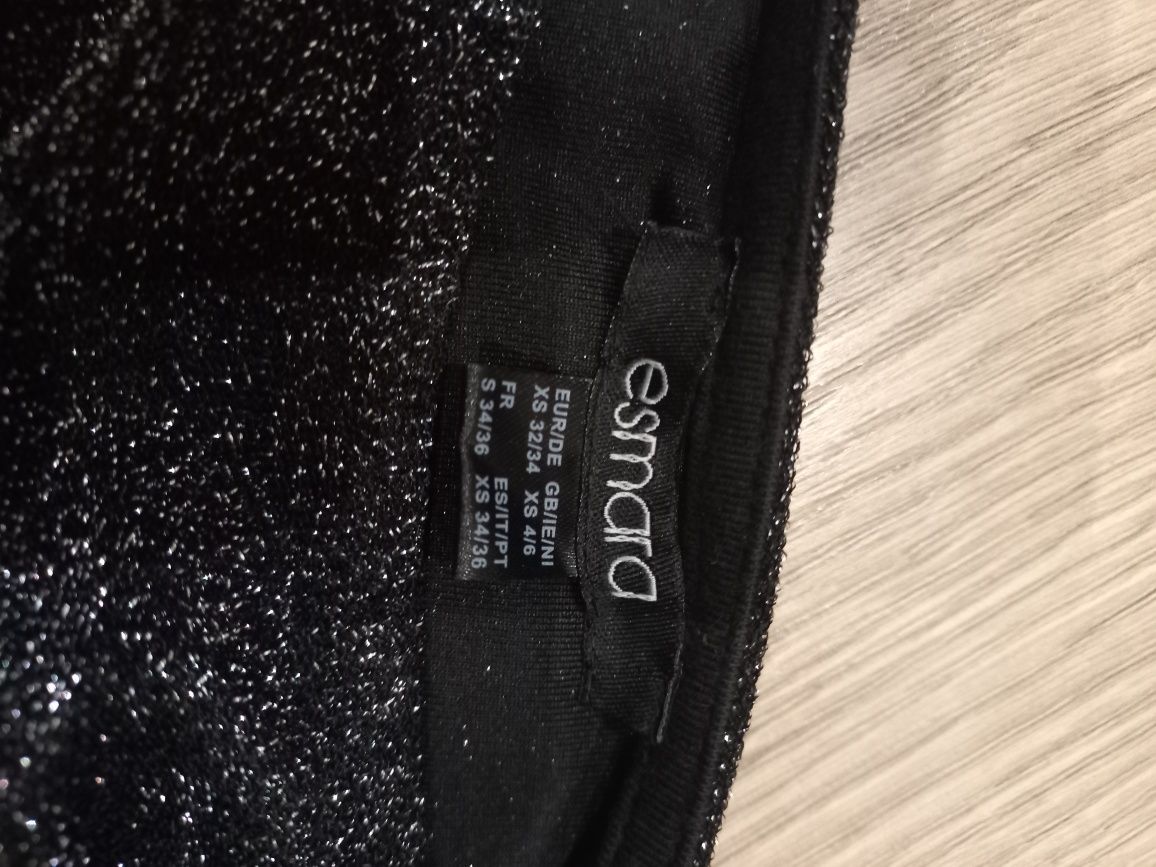 esmara
EUR/DE GB/IE/NI
XS 32/34 XS 4/6
FR ES/IT/PT
S 34/36 XS 34/36